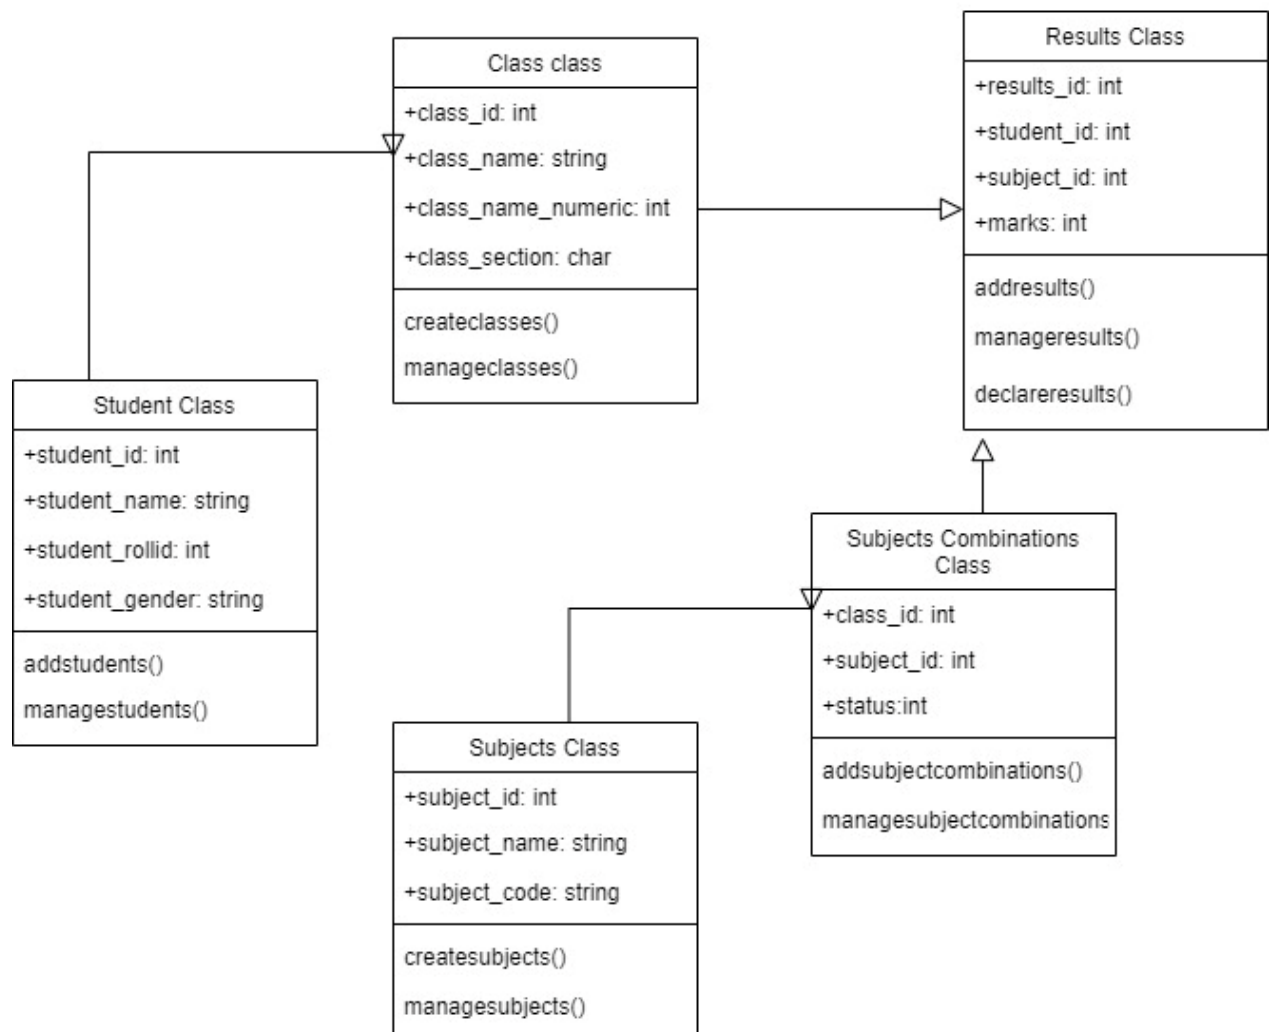 Class class
+class_id: int
+class_name: string
+class_name_numeric: int
+class_section: char
createclasses()
manageclasses()
Results Class
+results_id: int
+student_id: int
+subject_id: int
+marks: int
addresults()
manageresults()
declareresults()
Student Class
+student_id: int
+student_name: string
+student_rollid: int
+student_gender: string
addstudents()
managestudents()
Subjects Combinations
Class
+class_id: int
+subject_id: int
+status:int
addsubjectcombinations()
managesubjectcombinations
Subjects Class
+subject_id: int
+subject_name: string
+subject_code: string
createsubjects()
managesubjects()